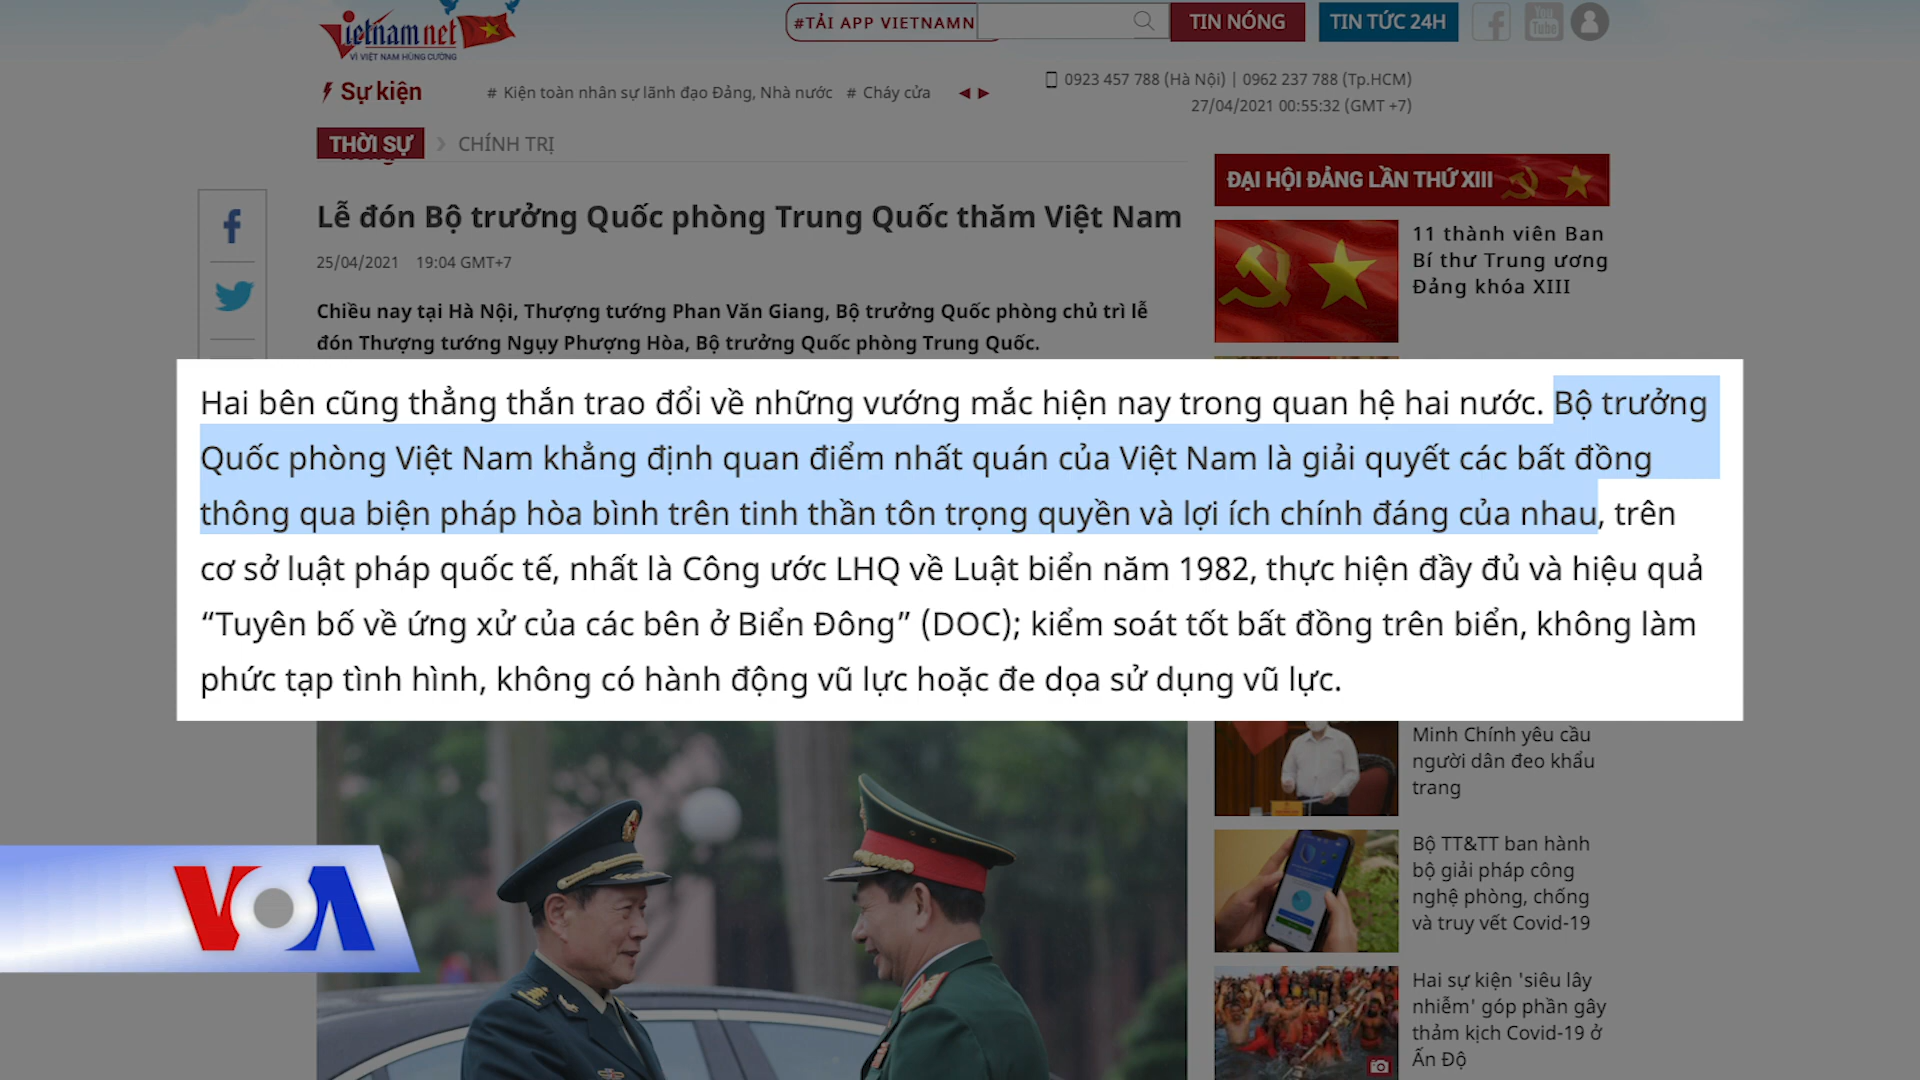 vietnamnet
VÌ VIỆT NAM HÙNG CƯỜNG
#TẢI APP VIETNAMN
TIN NÓNG
TIN TỨC 24H
You
Tube
Sự kiện
# Kiện toàn nhân sự lãnh đạo Đảng, Nhà nước # Cháy cửa
0923 457 788 (Hà Nội) | 0962 237 788 (Tp.HCM)
27/04/2021 00:55:32 (GMT +7)
THỜI SỰ
CHÍNH TRỊ
Lễ đón Bộ trưởng Quốc phòng Trung Quốc thăm Việt Nam
25/04/2021 19:04 GMT+7
Chiều nay tại Hà Nội, Thượng tướng Phan Văn Giang, Bộ trưởng Quốc phòng chủ trì lễ
đón Thượng tướng Ngụy Phượng Hòa, Bộ trưởng Quốc phòng Trung Quốc.
ĐẠI HỘI ĐẢNG LẦN THỨ XIII
11 thành viên Ban
Bí thư Trung ương
Đảng khóa XIII
Hai bên cũng thẳng thắn trao đổi về những vướng mắc hiện nay trong quan hệ hai nước. Bộ trưởng
Quốc phòng Việt Nam khẳng định quan điểm nhất quán của Việt Nam là giải quyết các bất đồng
thông qua biện pháp hòa bình trên tinh thần tôn trọng quyền và lợi ích chính đáng của nhau, trên
cơ sở luật pháp quốc tế, nhất là Công ước LHQ về Luật biển năm 1982, thực hiện đầy đủ và hiệu quả
“Tuyên bố về ứng xử của các bên ở Biển Đông” (DOC); kiểm soát tốt bất đồng trên biển, không làm
phức tạp tình hình, không có hành động vũ lực hoặc đe dọa sử dụng vũ lực.
Minh Chính yêu cầu
người dân đeo khẩu
trang
Bộ TT&TT ban hành
bộ giải pháp công
nghệ phòng, chống
và truy vết Covid-19
Hai sự kiện 'siêu lây
nhiễm' góp phần gây
thảm kịch Covid-19 ở
Ấn Độ
VOA